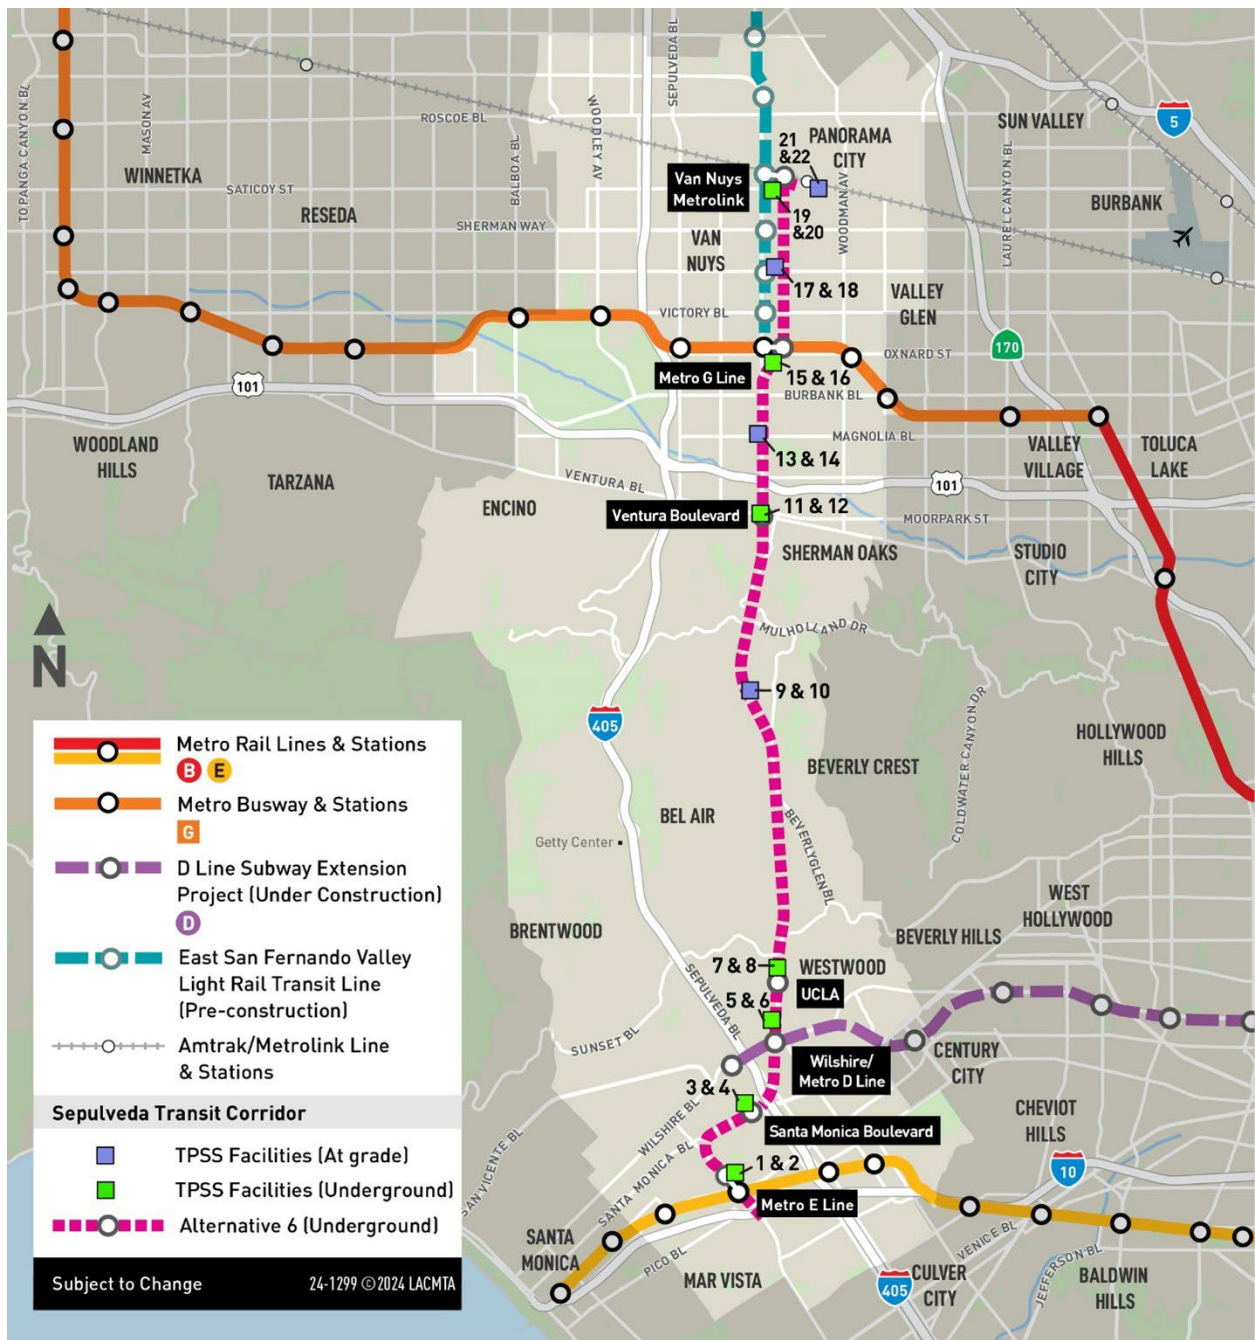 SEPULVEDA BL
TOPANGA CANYON BL
MASON AV
ROSCOE BL
BALBOA BL
WOODLEY AV
WINNETKA
SATICOY ST
RESEDA
SHERMAN WAY
21
&22
PANORAMA
CITY
SUN VALLEY
5
Van Nuys
Metrolink
19
&20
WOODMAN AV
LAUREL CANYON BL
BURBANK
VAN
NUYS
17 & 18
VALLEY
GLEN
VICTORY BL
170
OXNARD ST
Metro G Line
15 & 16
BURBANK BL
101
WOODLAND
HILLS
TARZANA
MAGNOLIA BL
13 & 14
VALLEY
VILLAGE
TOLUCA
LAKE
VENTURA BL
101
ENCINO
Ventura Boulevard
11 & 12
MOORPARK ST
SHERMAN OAKS
STUDIO
CITY
N
MULHOLLAND DR
9 & 10
405
COLDWATER CANYON DR
HOLLYWOOD
HILLS
BEVERLY CREST
BEL AIR
Getty Center
BEVERLYGLEN BL
WEST
HOLLYWOOD
BRENTWOOD
BEVERLY HILLS
7 & 8
WESTWOOD
UCLA
SEPULVEDA BL
5 & 6
SUNSET BL
Wilshire/
Metro D Line
CENTURY
CITY
3 & 4
WILSHIRE BL
Santa Monica Boulevard
CHEVIOT
HILLS
SAN VICENTE BL
SANTA MONICA BL
1 & 2
10
Metro E Line
SANTA
MONICA
PICO BL
VENICE BL
MAR VISTA
JEFFERSON BL
405
CULVER
CITY
BALDWIN
HILLS
Metro Rail Lines & Stations
B E
Metro Busway & Stations
G
D Line Subway Extension
Project (Under Construction)
D
East San Fernando Valley
Light Rail Transit Line
(Pre-construction)
Amtrak/Metrolink Line
& Stations
Sepulveda Transit Corridor
TPSS Facilities (At grade)
TPSS Facilities (Underground)
Alternative 6 (Underground)
Subject to Change 24-1299 ©2024 LACMTA